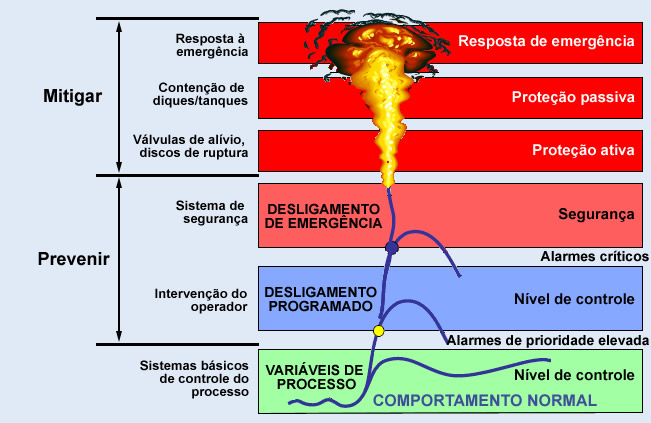 Resposta à
emergência
Resposta de emergência
Mitigar
Contenção de
diques/tanques
Proteção passiva
Válvulas de alívio,
discos de ruptura
Proteção ativa
Sistema de
segurança
DESLIGAMENTO
DE EMERGÊNCIA
Segurança
Prevenir
Alarmes críticos
Intervenção do
operador
DESLIGAMENTO
PROGRAMADO
Nível de controle
Alarmes de prioridade elevada
Sistemas básicos
de controle do
processo
VARIÁVEIS DE
PROCESSO
Nível de controle
COMPORTAMENTO NORMAL